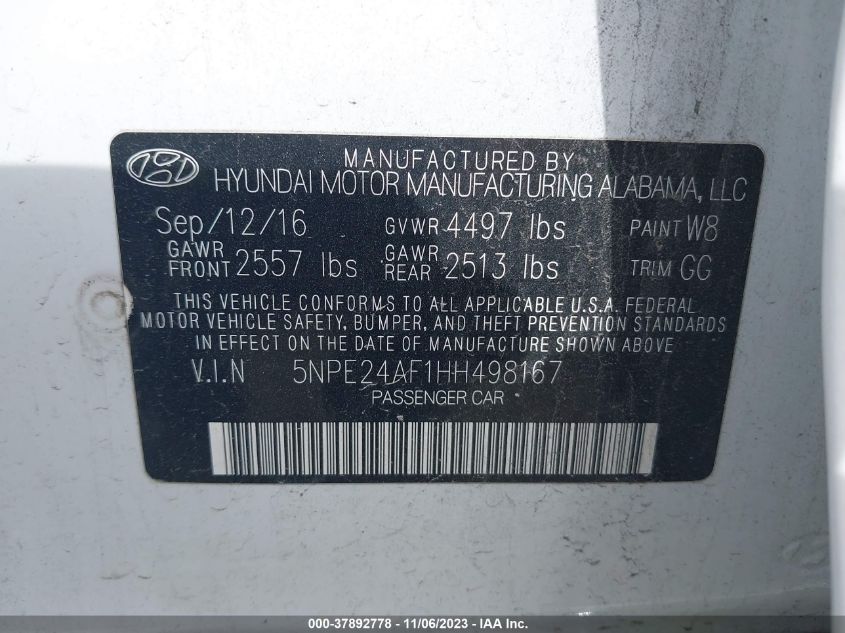 MANUFACTURED BY
HYUNDAI MOTOR MANUFACTURING ALABAMA, LLC
Sep/12/16 GVWR 4497 lbs PAINT W8
GAWR FRONT 2557 lbs GAWR REAR 2513 lbs TRIM GG
THIS VEHICLE CONFORMS TO ALL APPLICABLE U.S.A. FEDERAL
MOTOR VEHICLE SAFETY, BUMPER, AND THEFT PREVENTION STANDARDS
IN EFFECT ON THE DATE OF MANUFACTURE SHOWN ABOVE.
V.I.N 5NPE24AF1HH498167
PASSENGER CAR
000-37892778 - 11/06/2023 - IAA Inc.